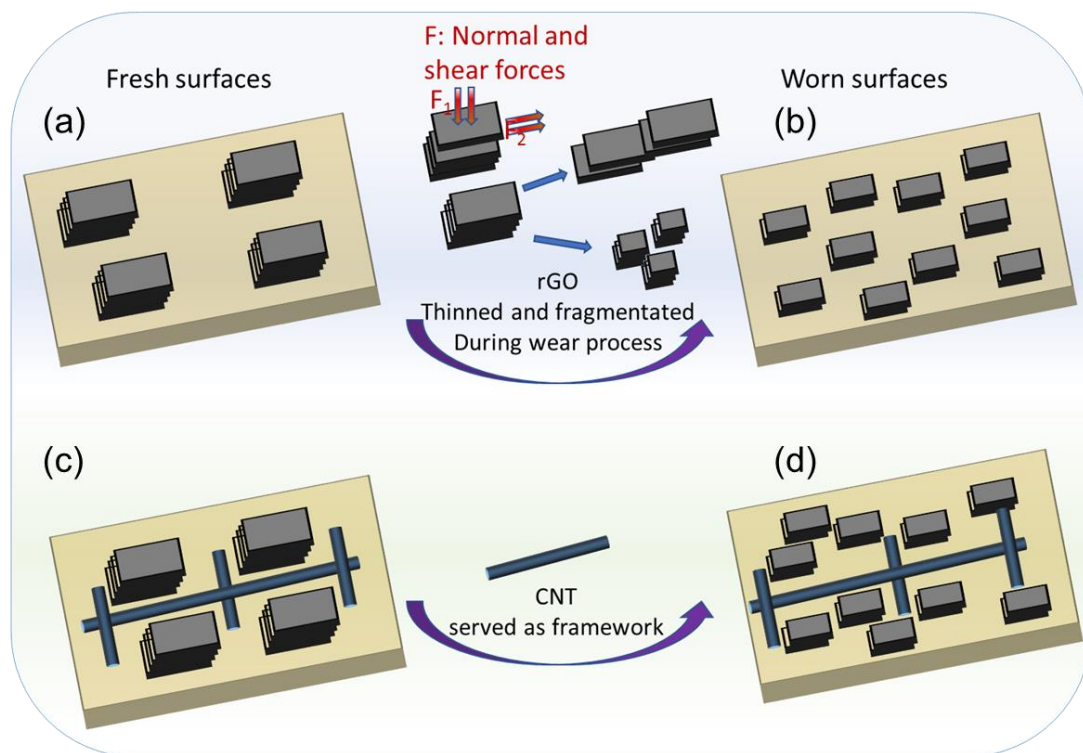 Fresh surfaces
F: Normal and
shear forces
Worn surfaces
(a)
F1
F2
(b)
rGO
Thinned and fragmentated
During wear process
(c)
(d)
CNT
served as framework